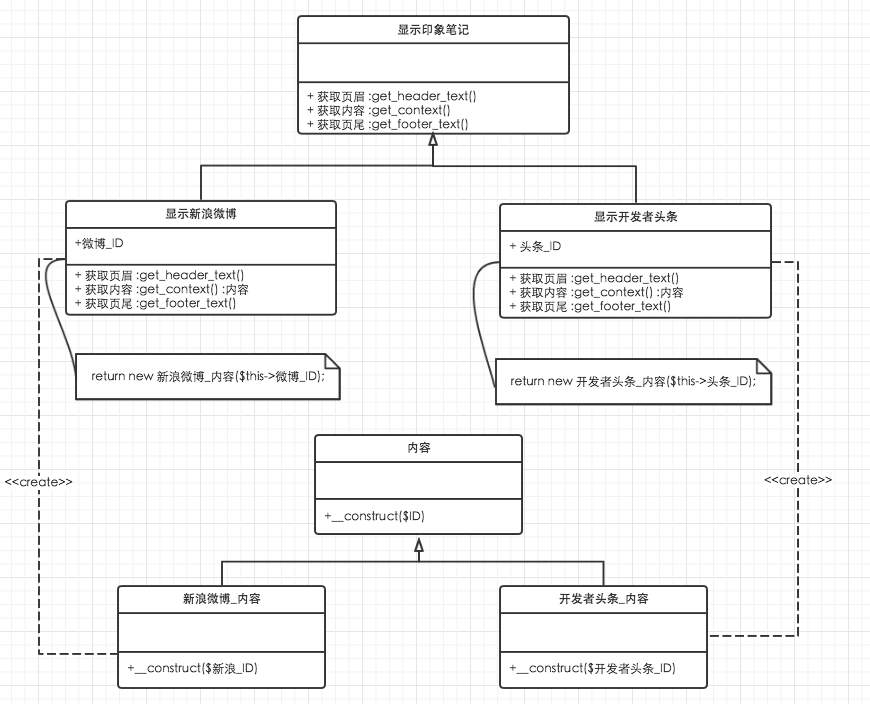 显示印象笔记
+ 获取页眉 :get_header_text()
+ 获取内容 :get_context()
+ 获取页尾 :get_footer_text()
显示新浪微博
+微博_ID
+ 获取页眉 :get_header_text()
+ 获取内容 :get_context() :内容
+ 获取页尾 :get_footer_text()
显示开发者头条
+ 头条_ID
+ 获取页眉 :get_header_text()
+ 获取内容 :get_context() :内容
+ 获取页尾 :get_footer_text()
return new 新浪微博_内容($this->微博_ID);
return new 开发者头条_内容($this->头条_ID);
内容
+__construct($ID)
<<create>>
<<create>>
新浪微博_内容
+__construct($新浪_ID)
开发者头条_内容
+__construct($开发者头条_ID)